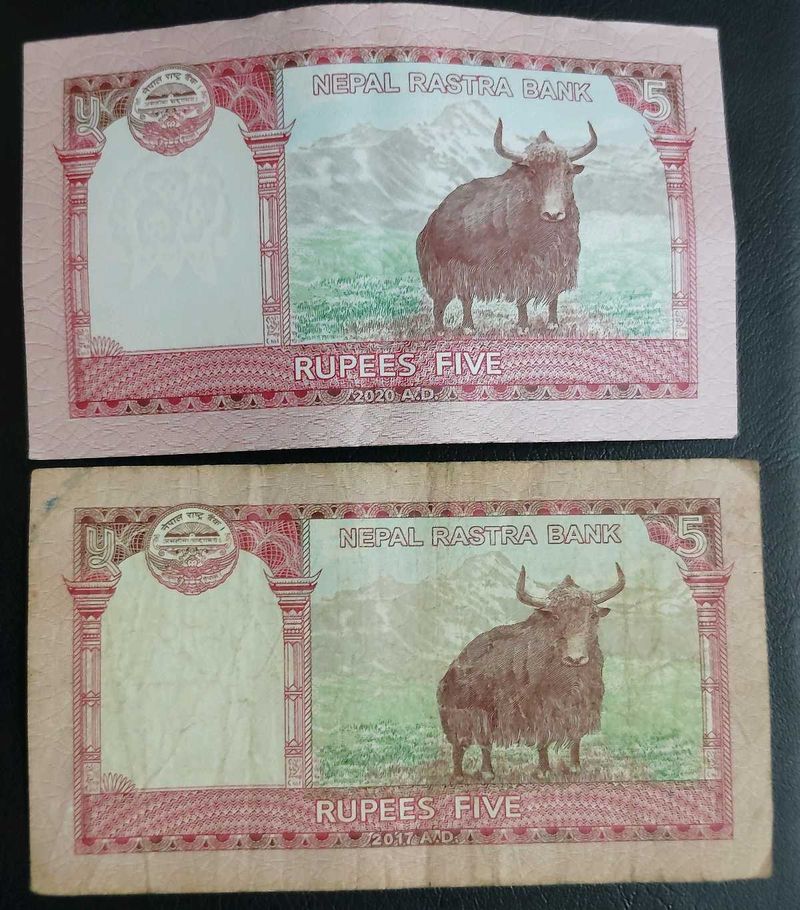 नेपाल राष्ट्र बैंक
५
NEPAL RASTRA BANK
5
RUPEES FIVE
2020 A.D.
नेपाल राष्ट्र बैंक
५
NEPAL RASTRA BANK
5
RUPEES FIVE
2017 A.D.